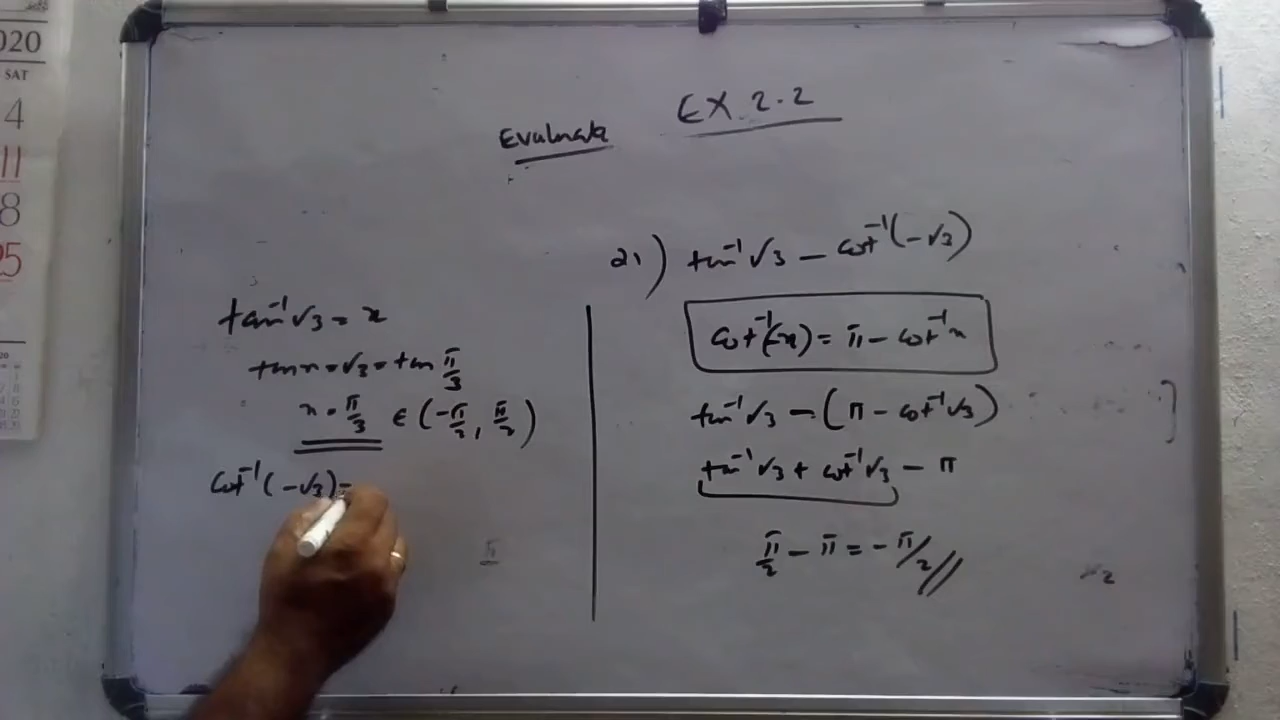 020
SAT
4
11
8
25
EX 2.2
Evaluate
21) tan⁻¹√3 − cot⁻¹(−√3)
cot⁻¹(−x) = π − cot⁻¹x
tan⁻¹√3 − (π − cot⁻¹√3)
tan⁻¹√3 + cot⁻¹√3 − π
π/2 − π = −π/2 //
tan⁻¹√3 = x
tan x = √3 = tan π/3
x = π/3 ∈ (−π/2, π/2)
cot⁻¹(−√3) =